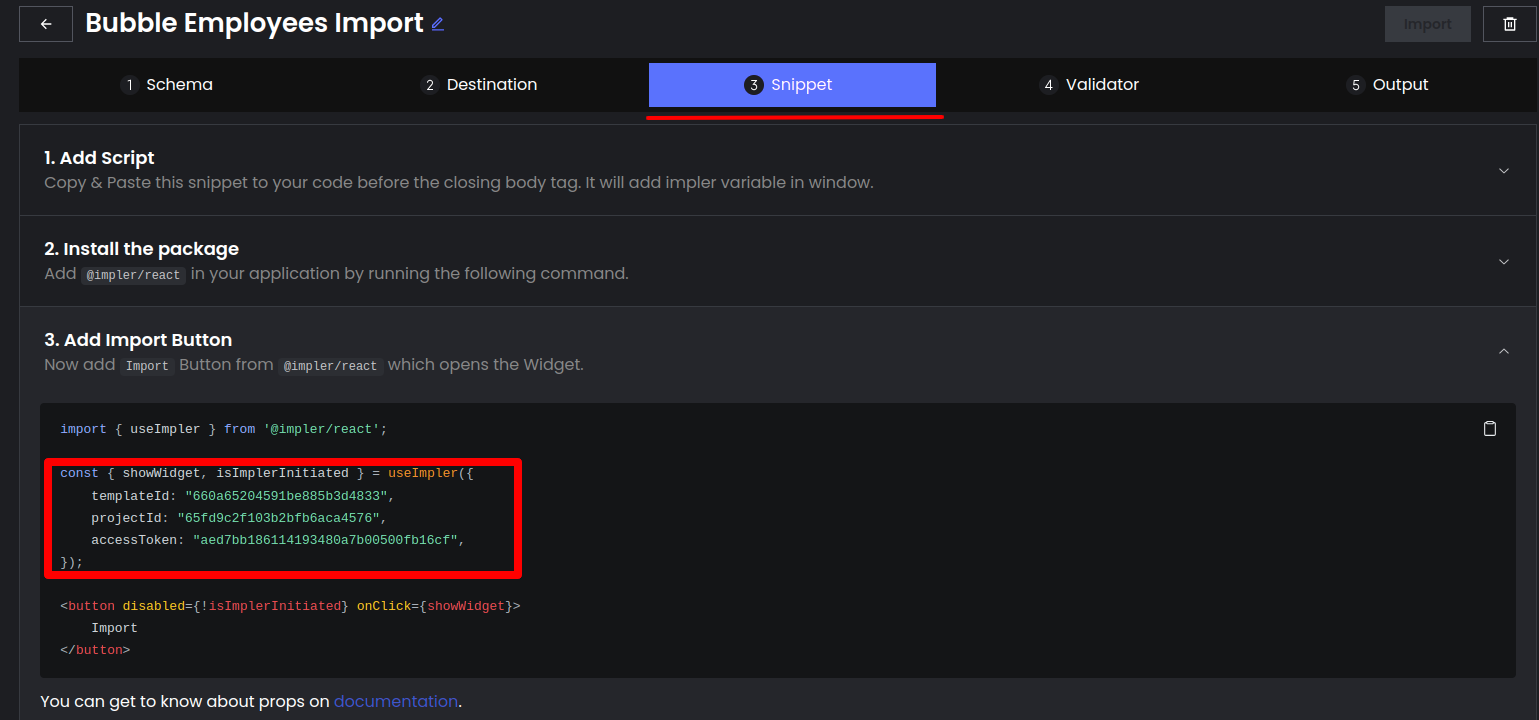 Bubble Employees Import
Import
1 Schema
2 Destination
3 Snippet
4 Validator
5 Output
1. Add Script
Copy & Paste this snippet to your code before the closing body tag. It will add impler variable in window.
2. Install the package
Add @impler/react in your application by running the following command.
3. Add Import Button
Now add Import Button from @impler/react which opens the Widget.
import { useImpler } from '@impler/react';
const { showWidget, isImplerInitiated } = useImpler({
templateId: "660a65204591be885b3d4833",
projectId: "65fd9c2f103b2bfb6aca4576",
accessToken: "aed7bb186114193480a7b00500fb16cf",
});
<button disabled={!isImplerInitiated} onClick={showWidget}>
Import
</button>
You can get to know about props on documentation.